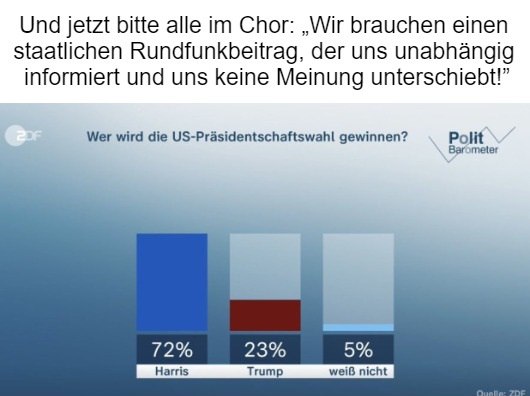 Und jetzt bitte alle im Chor: „Wir brauchen einen
staatlichen Rundfunkbeitrag, der uns unabhängig
informiert und uns keine Meinung unterschiebt!”
ZDF
Wer wird die US-Präsidentschaftswahl gewinnen?
Polit
Barometer
72% 23% 5%
Harris Trump weiß nicht
Quelle: ZDF